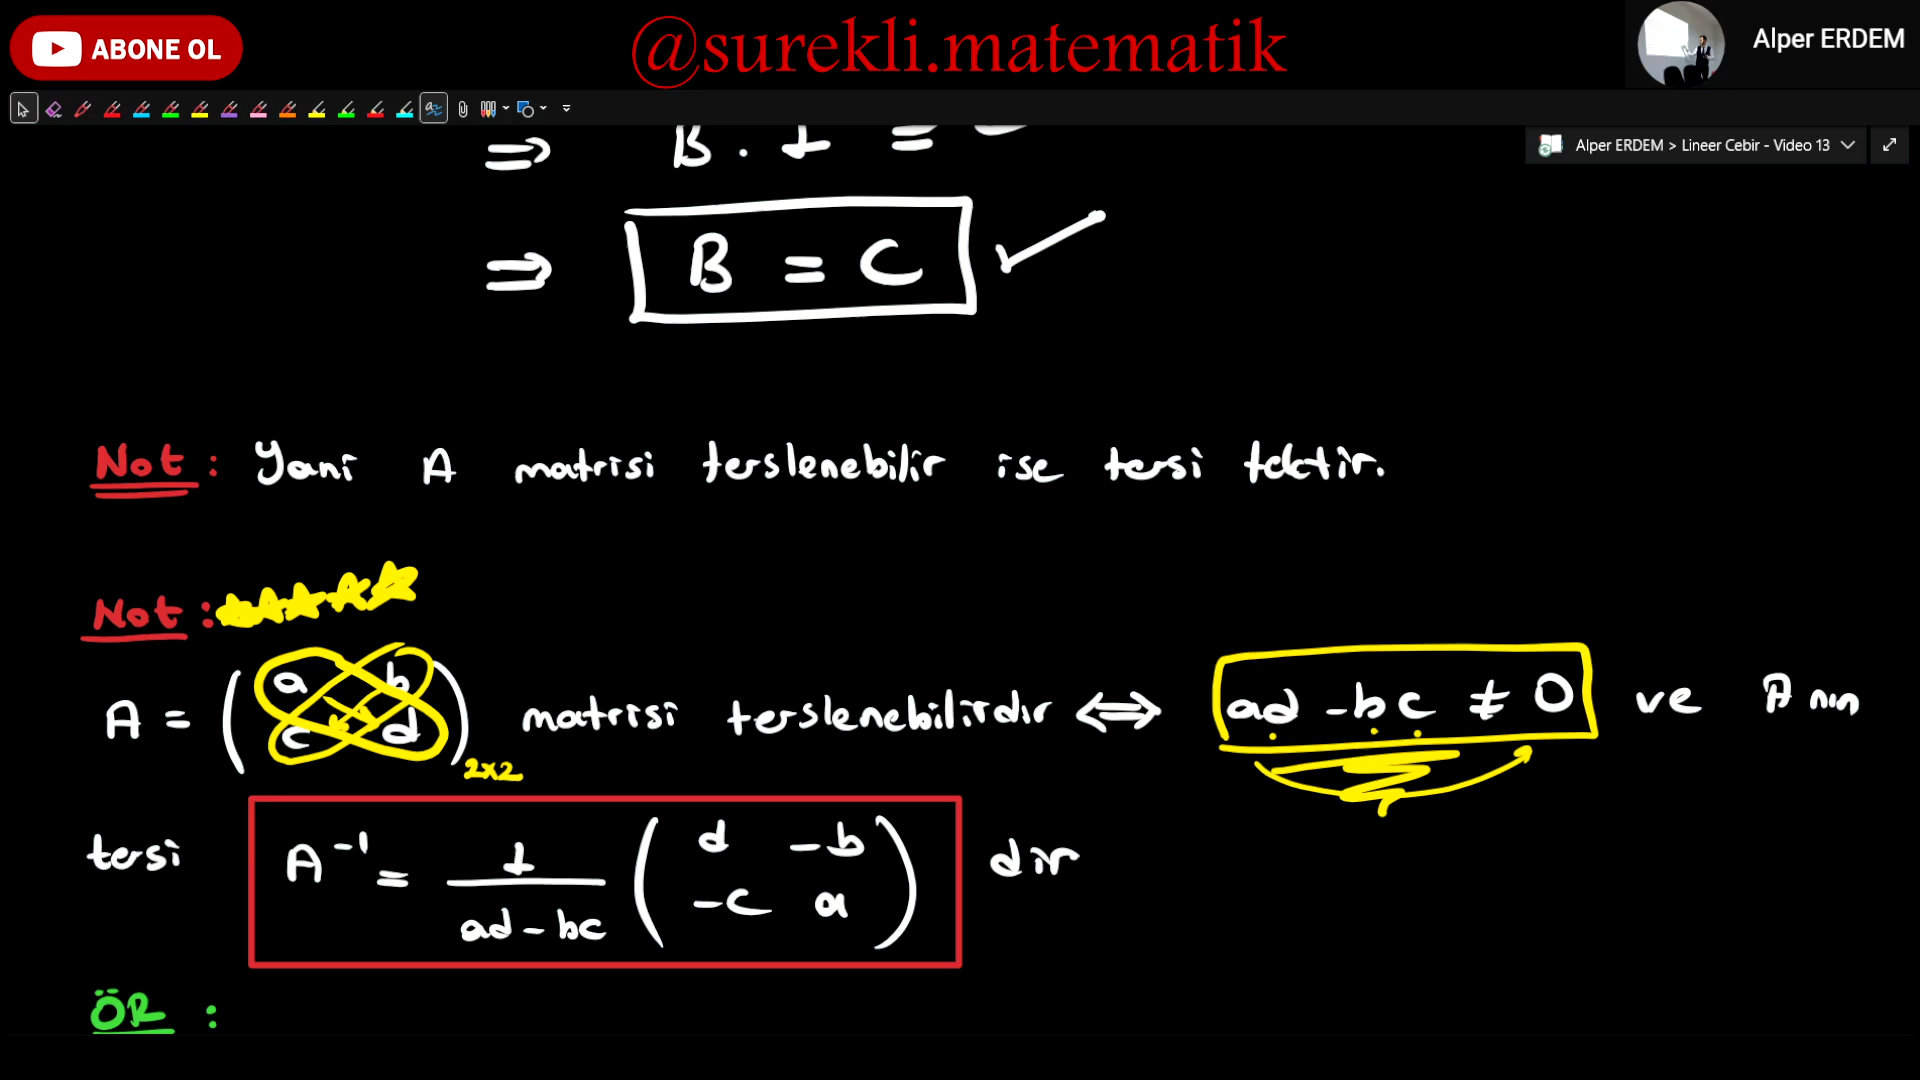 ABONE OL
@surekli.matematik
Alper ERDEM
Alper ERDEM > Lineer Cebir - Video 13
⇒ B . I =
⇒ B = C ✓
Not : Yani A matrisi terslenebilir ise tersi tektir.
Not : ★★★★★
A = ( a b c d ) 2x2 matrisi terslenebilirdir ⇔ ad - bc ≠ 0 ve A nın
tersi A⁻¹ = 1 / (ad - bc) ( d -b -c a ) dır
ÖR :